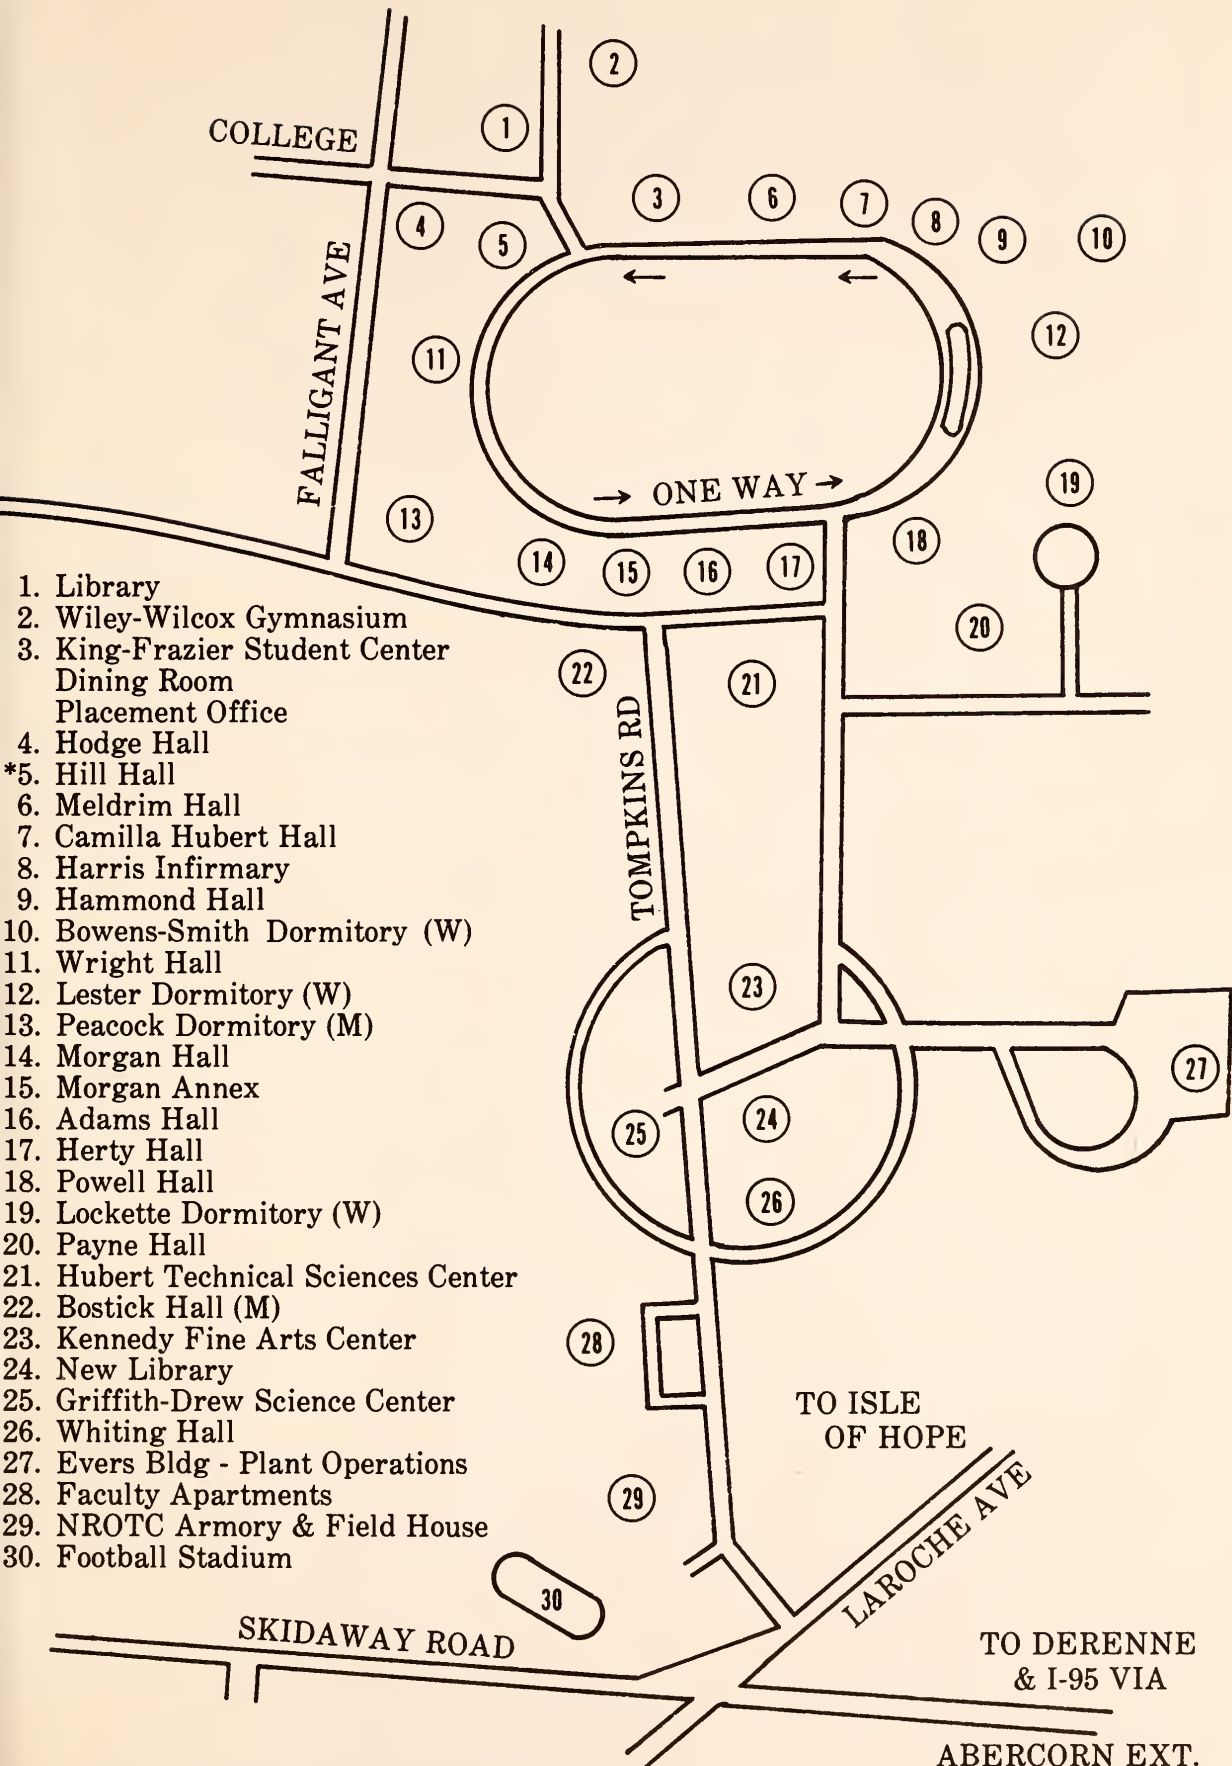 2
1
COLLEGE
3
6
7
8
9
10
4
5
FALLIGANT AVE
11
12
← ←
→ ONE WAY →
13
14
15
16
17
18
19
20
21
22
TOMPKINS RD
1. Library
2. Wiley-Wilcox Gymnasium
3. King-Frazier Student Center
Dining Room
Placement Office
4. Hodge Hall
*5. Hill Hall
6. Meldrim Hall
7. Camilla Hubert Hall
8. Harris Infirmary
9. Hammond Hall
10. Bowens-Smith Dormitory (W)
11. Wright Hall
12. Lester Dormitory (W)
13. Peacock Dormitory (M)
14. Morgan Hall
15. Morgan Annex
16. Adams Hall
17. Herty Hall
18. Powell Hall
19. Lockette Dormitory (W)
20. Payne Hall
21. Hubert Technical Sciences Center
22. Bostick Hall (M)
23. Kennedy Fine Arts Center
24. New Library
25. Griffith-Drew Science Center
26. Whiting Hall
27. Evers Bldg - Plant Operations
28. Faculty Apartments
29. NROTC Armory & Field House
30. Football Stadium
23
24
25
26
27
28
29
30
TO ISLE
OF HOPE
LAROCHE AVE
SKIDAWAY ROAD
TO DERENNE
& I-95 VIA
ABERCORN EXT.